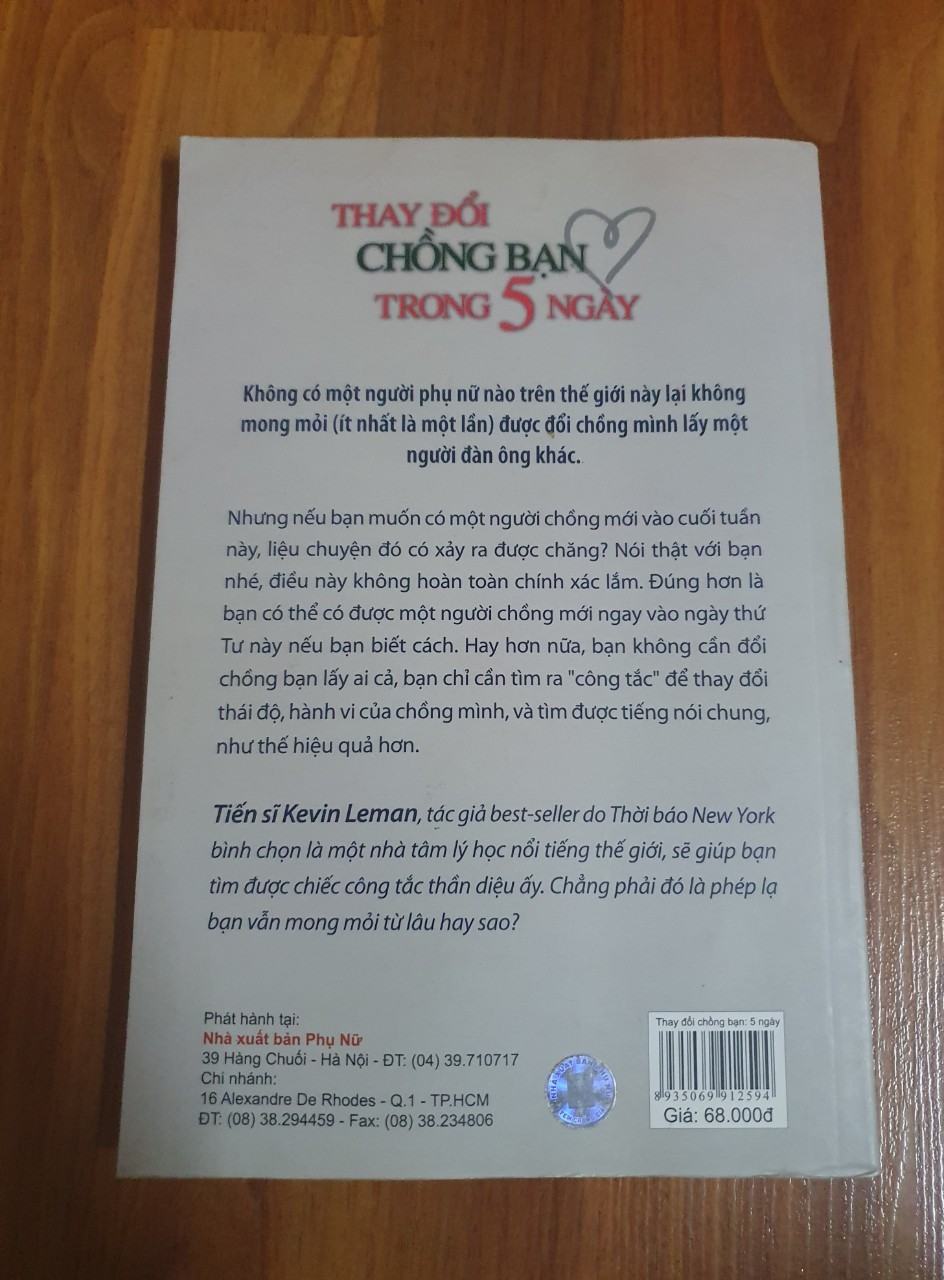 THAY ĐỔI
CHỒNG BẠN
TRONG 5 NGÀY
Không có một người phụ nữ nào trên thế giới này lại không
mong mỏi (ít nhất là một lần) được đổi chồng mình lấy một
người đàn ông khác.
Nhưng nếu bạn muốn có một người chồng mới vào cuối tuần
này, liệu chuyện đó có xảy ra được chăng? Nói thật với bạn
nhé, điều này không hoàn toàn chính xác lắm. Đúng hơn là
bạn có thể có được một người chồng mới ngay vào ngày thứ
Tư này nếu bạn biết cách. Hay hơn nữa, bạn không cần đổi
chồng bạn lấy ai cả, bạn chỉ cần tìm ra "công tắc" để thay đổi
thái độ, hành vi của chồng mình, và tìm được tiếng nói chung,
như thế hiệu quả hơn.
Tiến sĩ Kevin Leman, tác giả best-seller do Thời báo New York
bình chọn là một nhà tâm lý học nổi tiếng thế giới, sẽ giúp bạn
tìm được chiếc công tắc thần diệu ấy. Chẳng phải đó là phép lạ
bạn vẫn mong mỏi từ lâu hay sao?
Phát hành tại:
Nhà xuất bản Phụ Nữ
39 Hàng Chuối - Hà Nội - ĐT: (04) 39.710717
Chi nhánh:
16 Alexandre De Rhodes - Q.1 - TP.HCM
ĐT: (08) 38.294459 - Fax: (08) 38.234806
Thay đổi chồng bạn: 5 ngày
8 935069 912594
Giá: 68.000đ